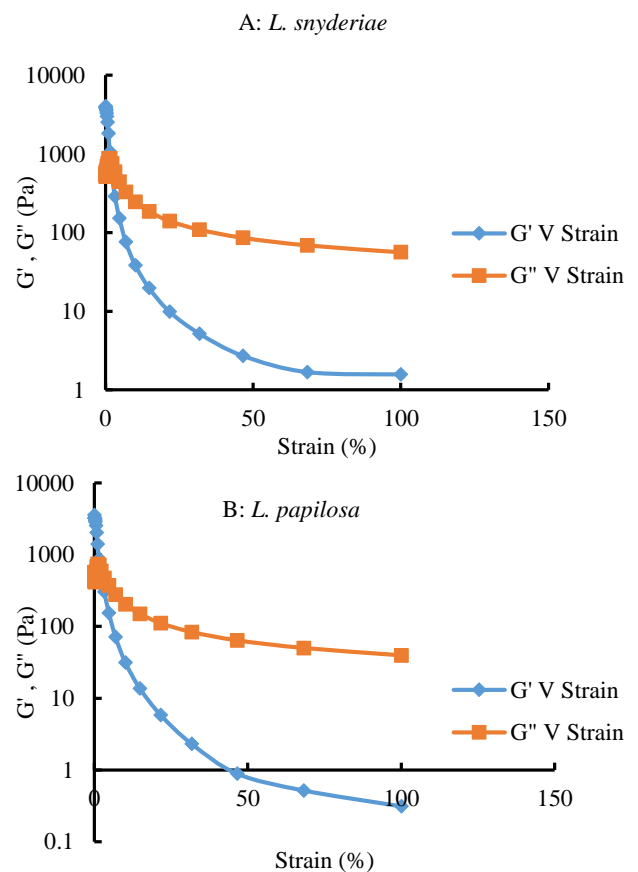 A: L. snyderiae
10000
1000
100
10
1
G' , G" (Pa)
0
50
100
150
Strain (%)
G' V Strain
G" V Strain
B: L. papilosa
10000
1000
100
10
1
0.1
G' , G" (Pa)
0
50
100
150
Strain (%)
G' V Strain
G" V Strain